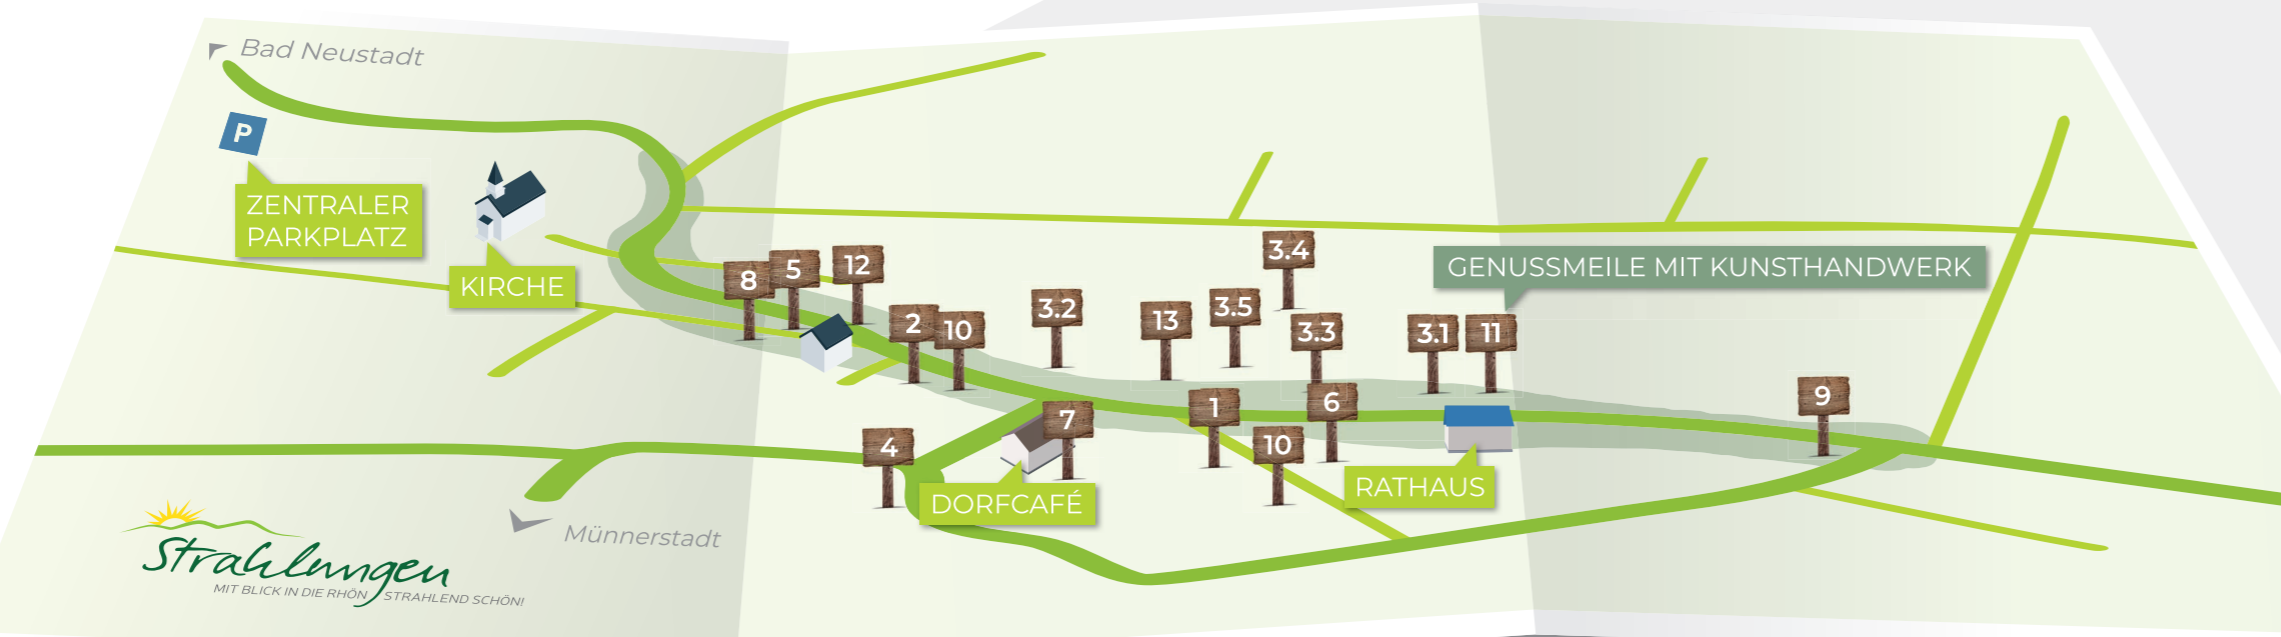 Bad Neustadt
P
ZENTRALER
PARKPLATZ
KIRCHE
8
5
12
2
10
3.2
13
3.5
3.4
3.3
3.1
11
GENUSSMEILE MIT KUNSTHANDWERK
9
4
7
1
10
6
DORFCAFÉ
RATHAUS
Münnerstadt
Strahlungen
MIT BLICK IN DIE RHÖN STRAHLEND SCHÖN!